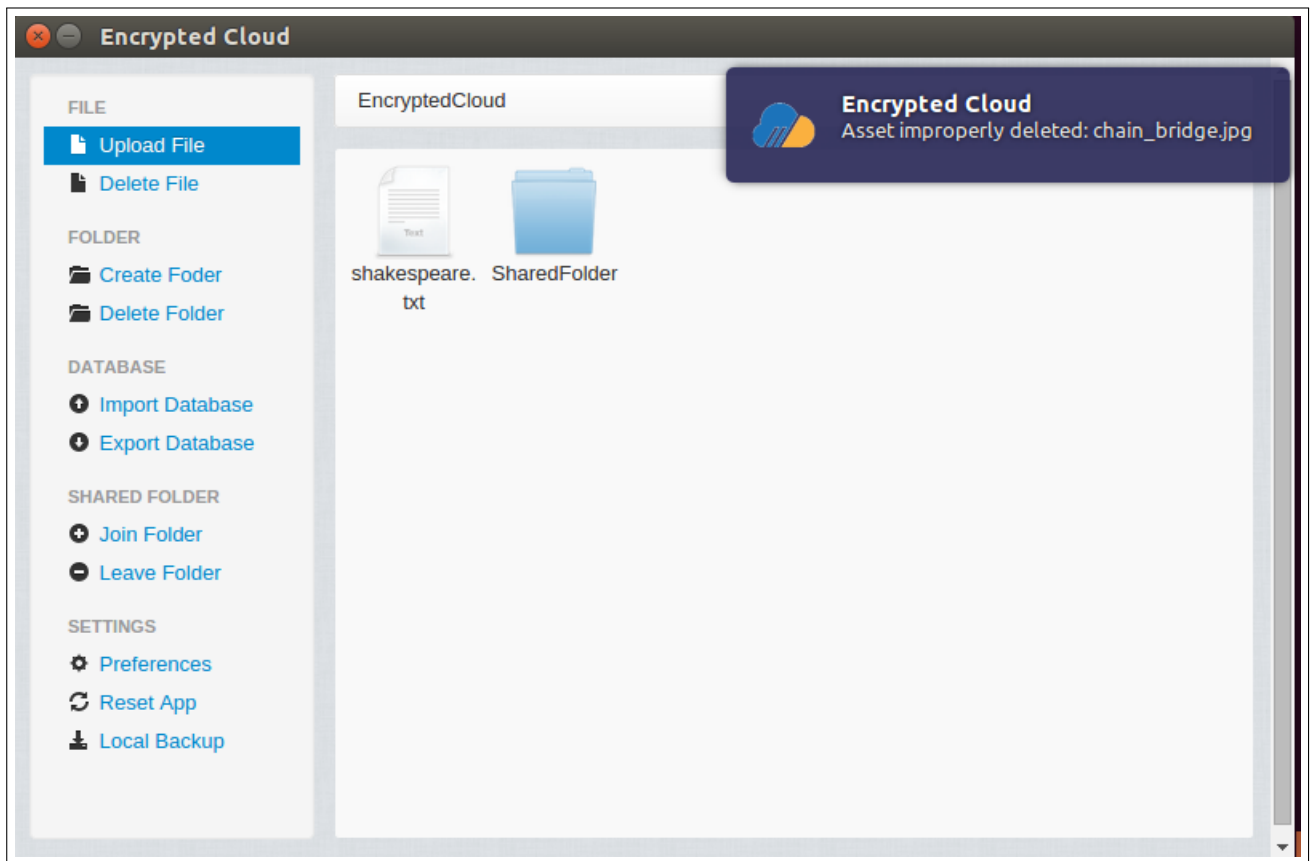 Encrypted Cloud
FILE
Upload File
Delete File
FOLDER
Create Foder
Delete Folder
DATABASE
Import Database
Export Database
SHARED FOLDER
Join Folder
Leave Folder
SETTINGS
Preferences
Reset App
Local Backup
EncryptedCloud
Encrypted Cloud
Asset improperly deleted: chain_bridge.jpg
Text
shakespeare.
txt
SharedFolder